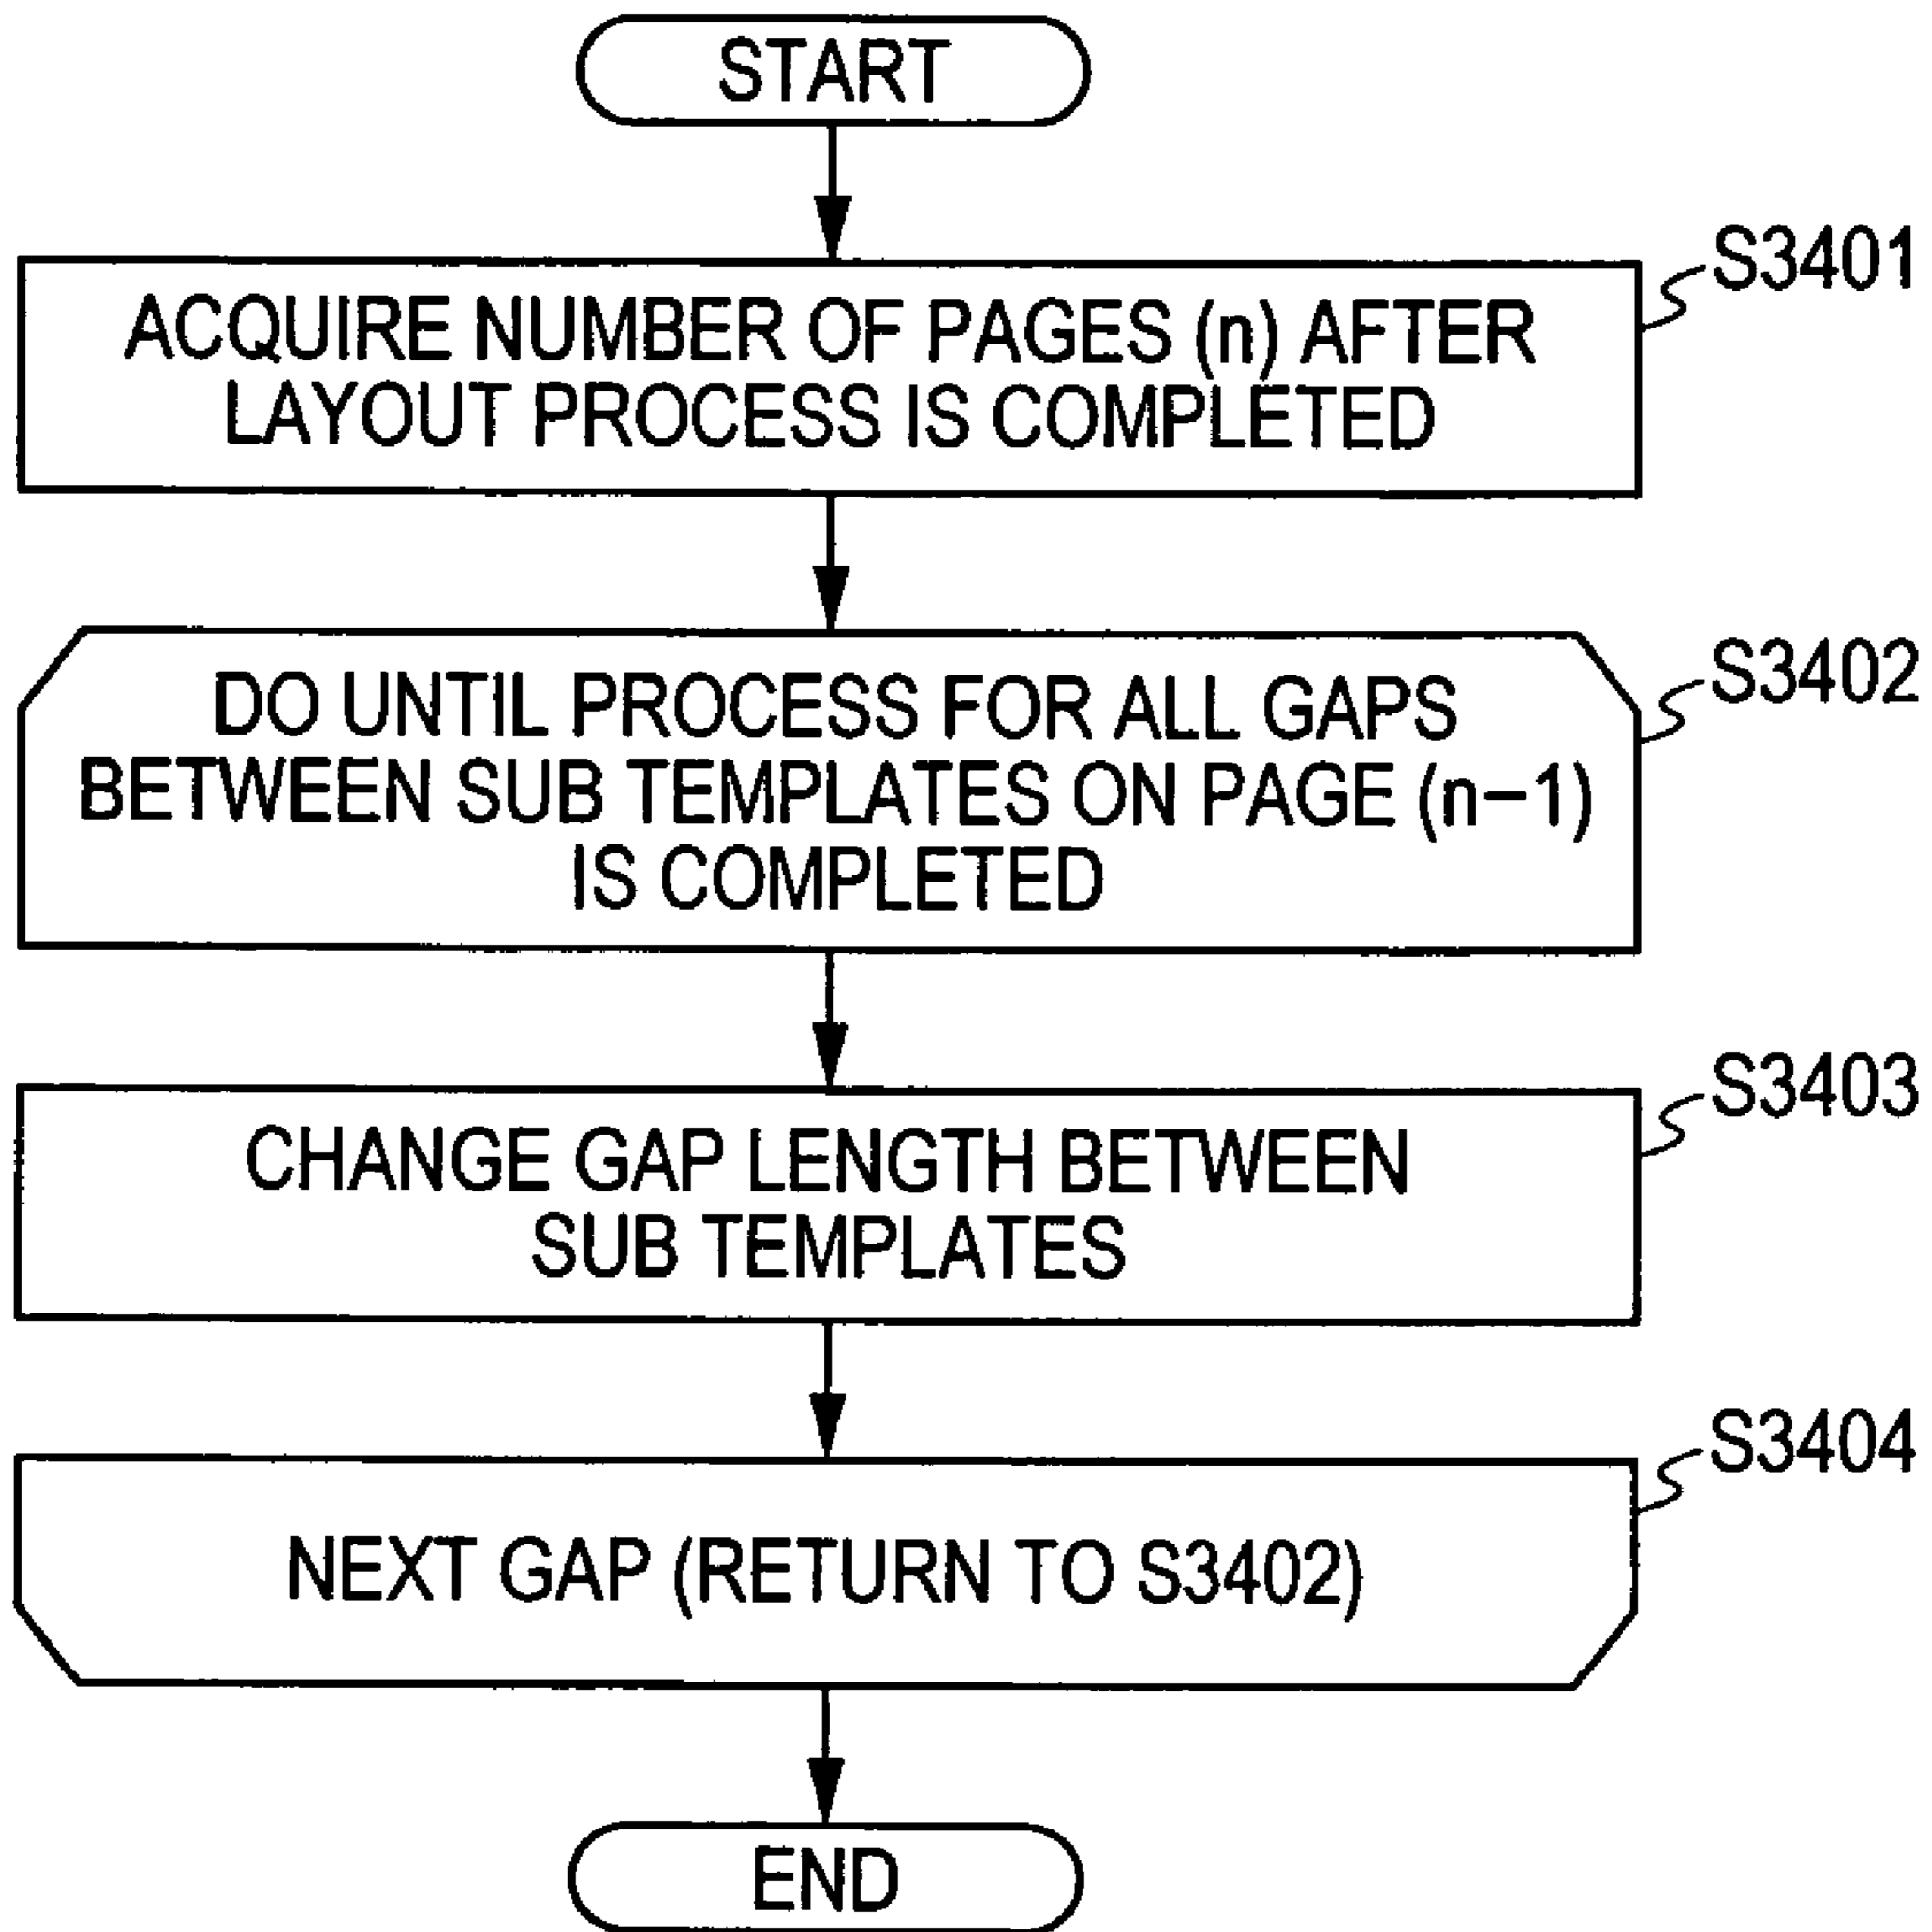 START
S3401
ACQUIRE NUMBER OF PAGES (n) AFTER
LAYOUT PROCESS IS COMPLETED
S3402
DO UNTIL PROCESS FOR ALL GAPS
BETWEEN SUB TEMPLATES ON PAGE (n-1)
IS COMPLETED
S3403
CHANGE GAP LENGTH BETWEEN
SUB TEMPLATES
S3404
NEXT GAP (RETURN TO S3402)
END